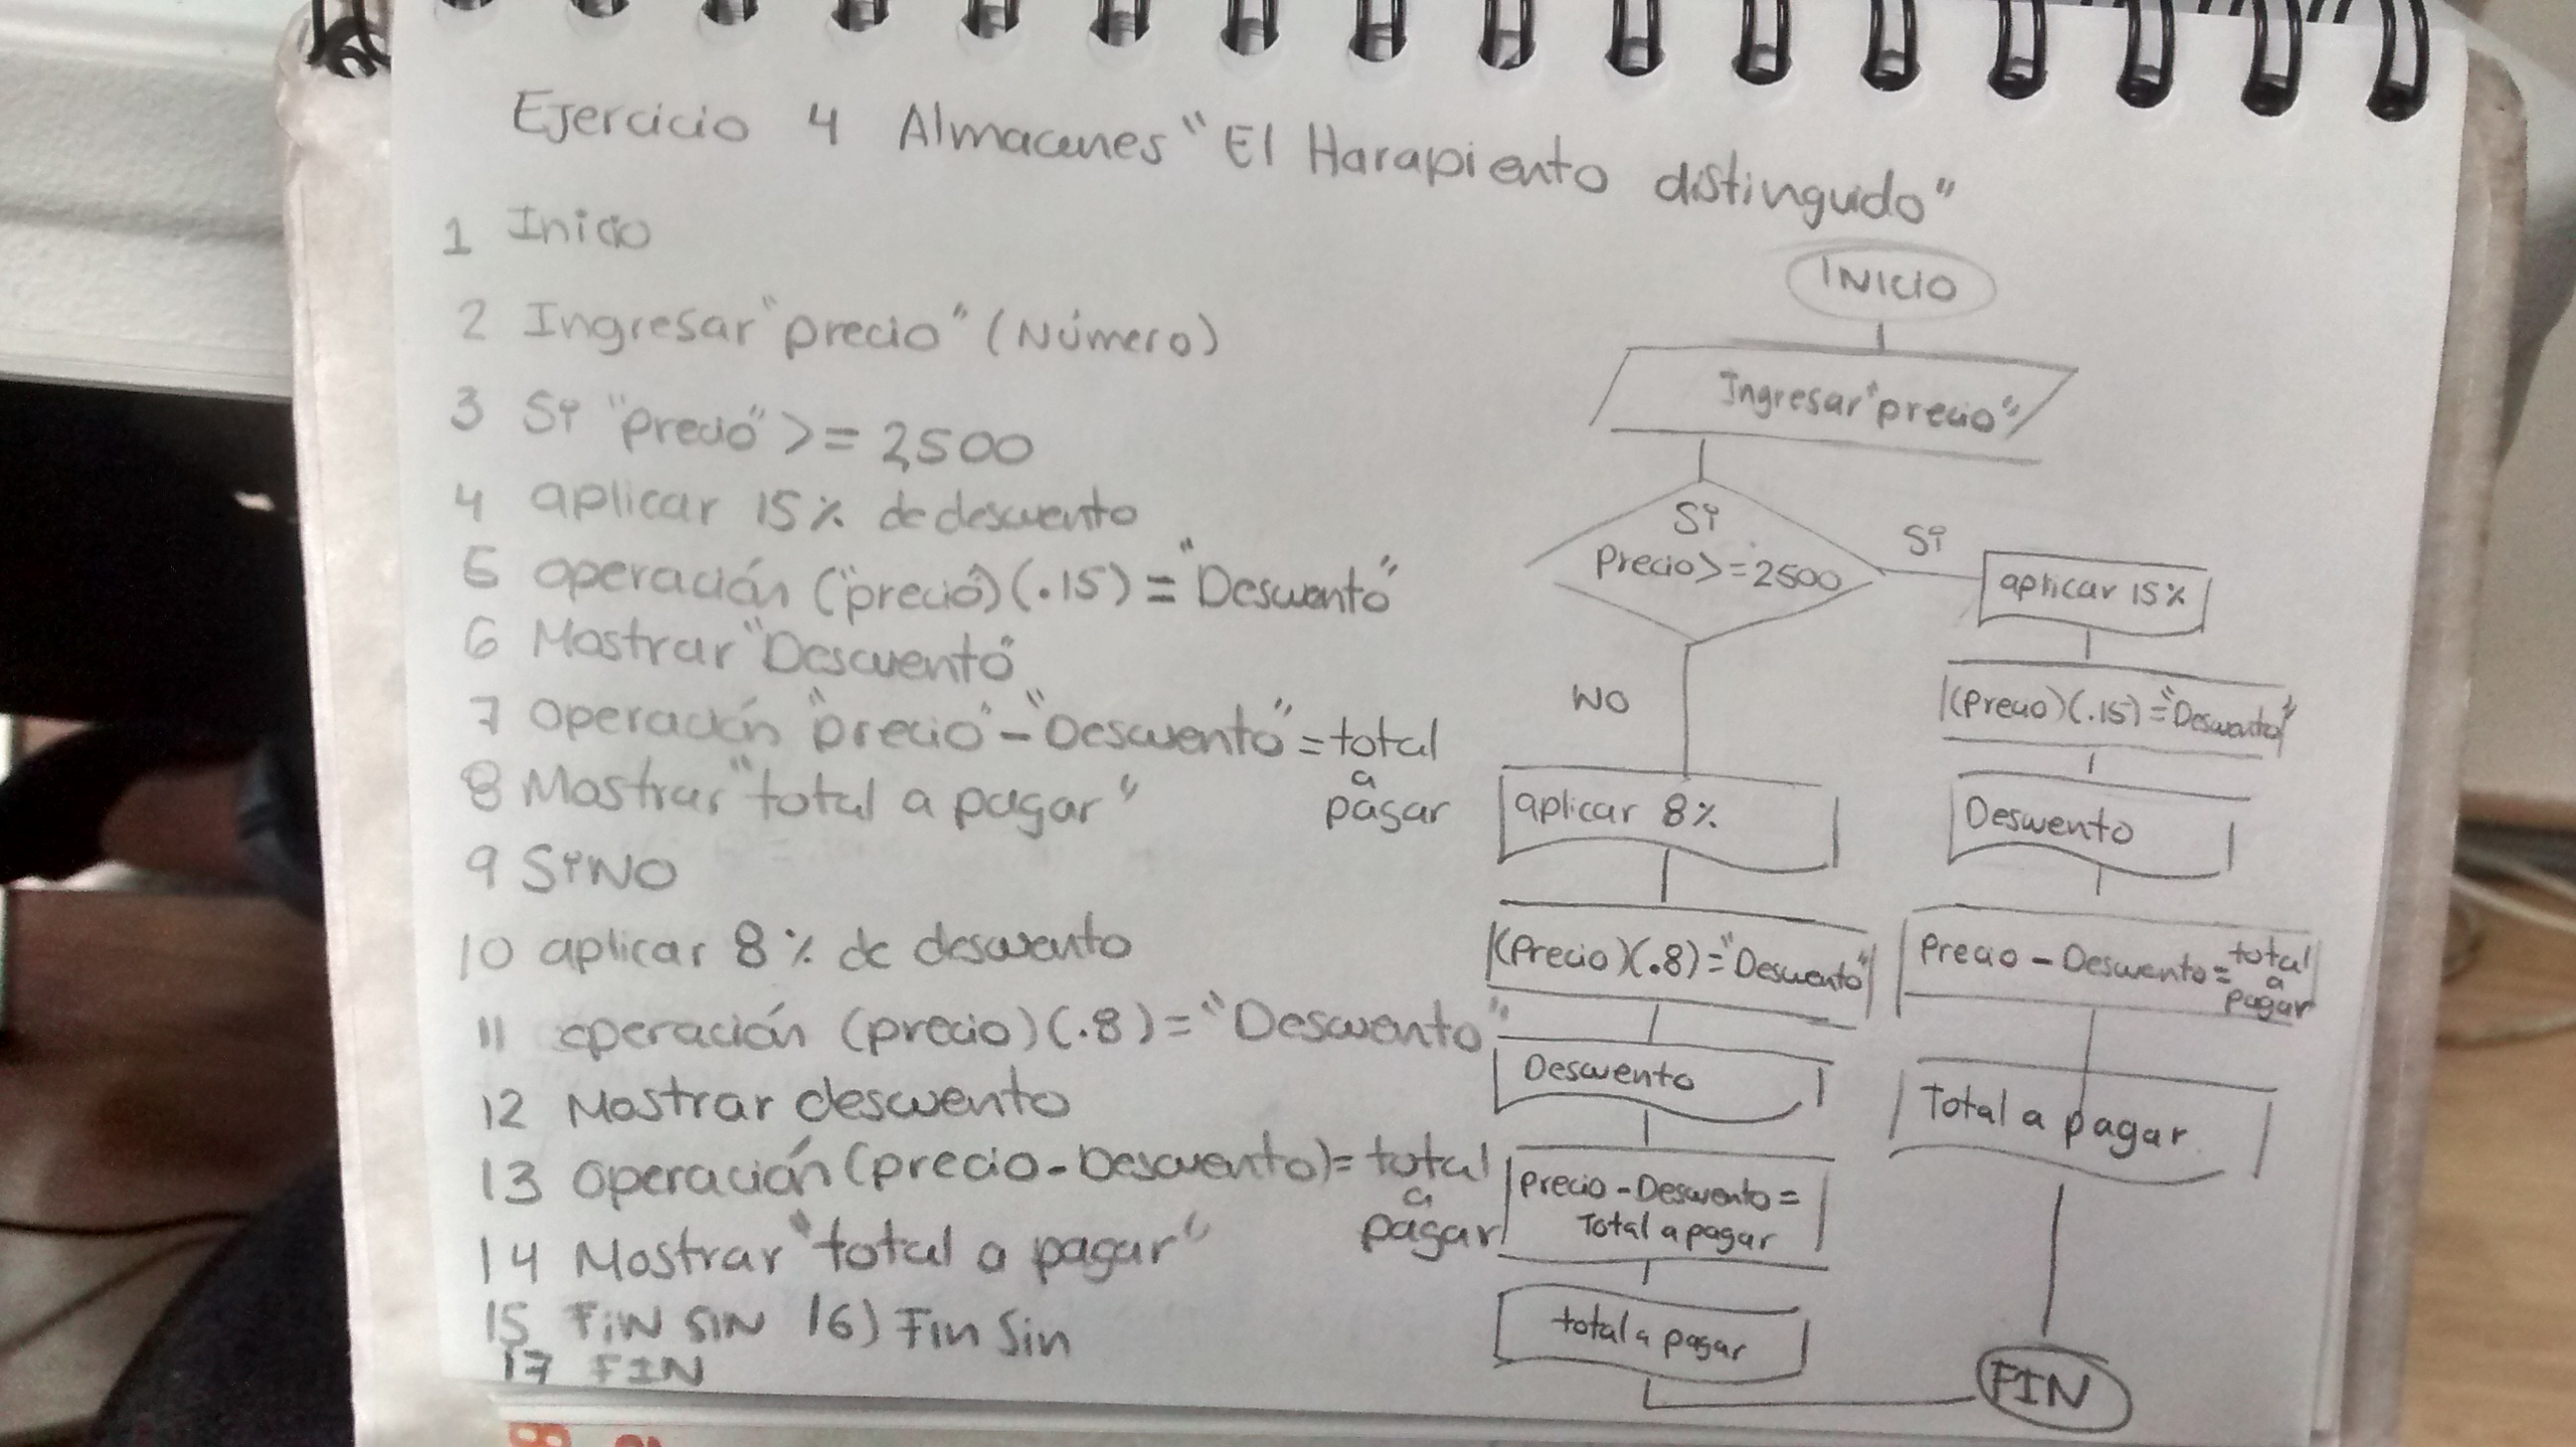 Ejercicio 4 Almacenes "El Harapiento distinguido"
1 Inicio
2 Ingresar "precio" (Número)
3 Si "precio" >= 2,500
4 aplicar 15% de descuento
5 operación ("precio") (.15) = "Descuento"
6 Mostrar "Descuento"
7 operación "precio" - "Descuento" = total a pagar
8 Mostrar "total a pagar"
9 SiNO
10 aplicar 8% de descuento
11 operación (precio) (.8) = "Descuento"
12 Mostrar descuento
13 operación (precio - Descuento) = total a pagar
14 Mostrar "total a pagar"
15 FiN SIN 16) Fin Sin
17 FIN
INICIO
Ingresar "precio"
Si
Precio >= 2500
Si
aplicar 15%
(Precio) (.15) = "Descuento"
Descuento
Precio - Descuento = total a pagar
Total a pagar
NO
aplicar 8%
(Precio) (.8) = "Descuento"
Descuento
Precio - Descuento =
Total a pagar
total a pagar
FIN